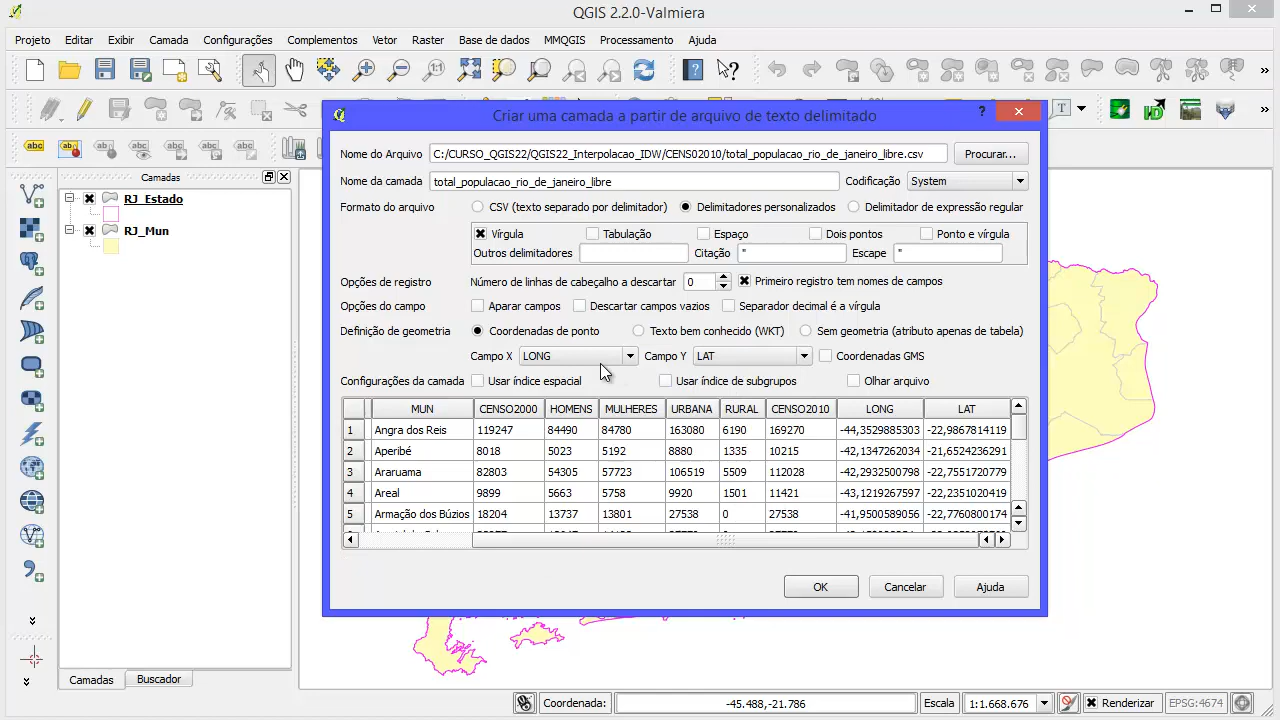 QGIS 2.2.0-Valmiera
Projeto Editar Exibir Camada Configurações Complementos Vetor Raster Base de dados MMQGIS Processamento Ajuda
Criar uma camada a partir de arquivo de texto delimitado
Nome do Arquivo C:/CURSO_QGIS22/QGIS22_Interpolacao_IDW/CENSO2010/total_populacao_rio_de_janeiro_libre.csv Procurar...
Nome da camada total_populacao_rio_de_janeiro_libre Codificação System
Formato do arquivo CSV (texto separado por delimitador) Delimitadores personalizados Delimitador de expressão regular
Vírgula Tabulação Espaço Dois pontos Ponto e vírgula
Outros delimitadores Citação " Escape "
Opções de registro Número de linhas de cabeçalho a descartar 0 Primeiro registro tem nomes de campos
Opções do campo Aparar campos Descartar campos vazios Separador decimal é a vírgula
Definição de geometria Coordenadas de ponto Texto bem conhecido (WKT) Sem geometria (atributo apenas de tabela)
Campo X LONG Campo Y LAT Coordenadas GMS
Configurações da camada Usar índice espacial Usar índice de subgrupos Olhar arquivo
MUN CENSO2000 HOMENS MULHERES URBANA RURAL CENSO2010 LONG LAT
1 Angra dos Reis 119247 84490 84780 163080 6190 169270 -44,3529885303 -22,9867814119
2 Aperibé 8018 5023 5192 8880 1335 10215 -42,1347262034 -21,6524236291
3 Araruama 82803 54305 57723 106519 5509 112028 -42,2932500798 -22,7551720779
4 Areal 9899 5663 5758 9920 1501 11421 -43,1219267597 -22,2351020419
5 Armação dos Búzios 18204 13737 13801 27538 0 27538 -41,9500589056 -22,7760800174
OK Cancelar Ajuda
Camadas
RJ_Estado
RJ_Mun
Camadas Buscador
abc abc abc abc abc abc abc
1:1
T
Coordenada: -45.488,-21.786 Escala 1:1.668.676 Renderizar EPSG:4674